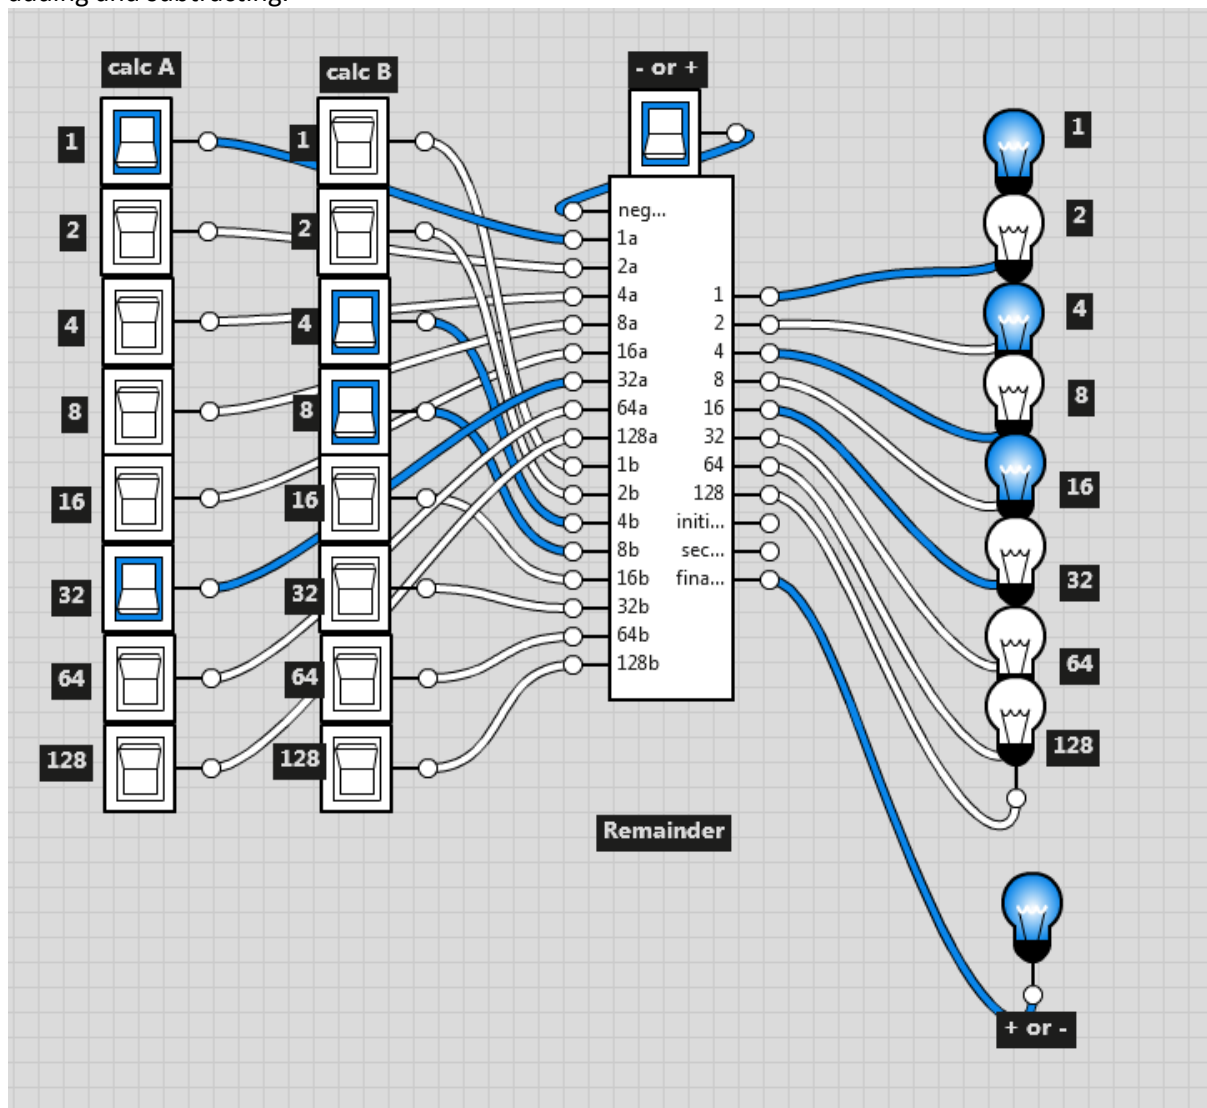 adding and subtracting.
calc A
calc B
- or +
1
2
4
8
16
32
64
128
1
2
4
8
16
32
64
128
neg...
1a
2a
4a
8a
16a
32a
64a
128a
1b
2b
4b
8b
16b
32b
64b
128b
1
2
4
8
16
32
64
128
initi...
sec...
fina...
1
2
4
8
16
32
64
128
Remainder
+ or -